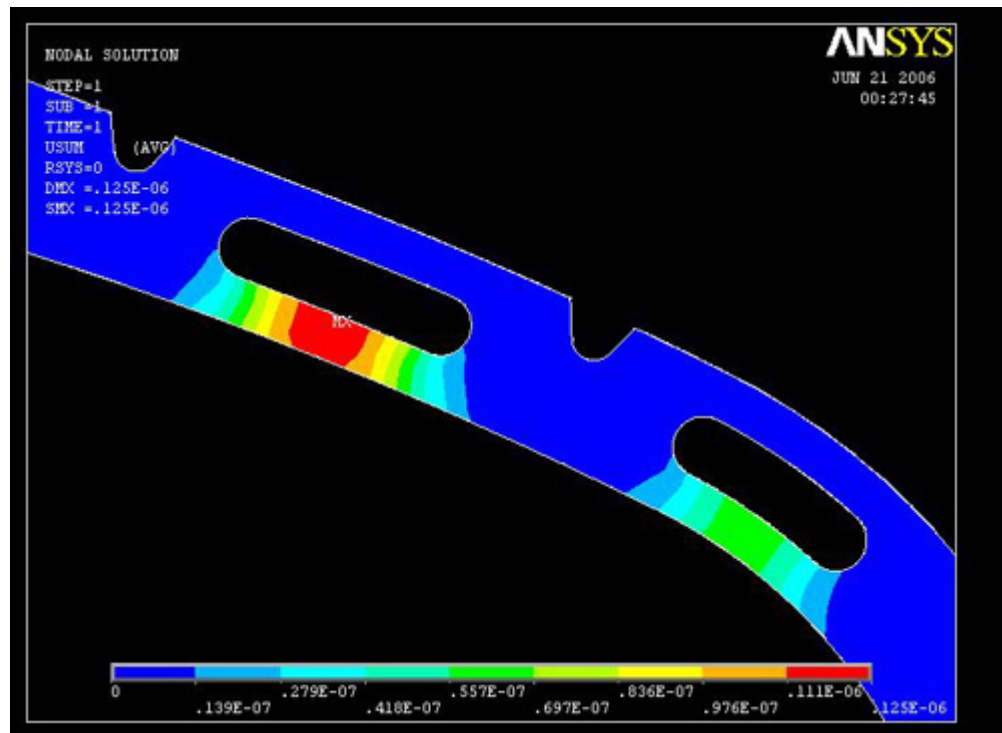 NODAL SOLUTION
STEP=1
SUB =1
TIME=1
USUM (AVG)
RSYS=0
DMX =.125E-06
SMX =.125E-06
ANSYS
JUN 21 2006
00:27:45
MX
0 .279E-07 .557E-07 .836E-07 .111E-06
.139E-07 .418E-07 .697E-07 .976E-07 .125E-06